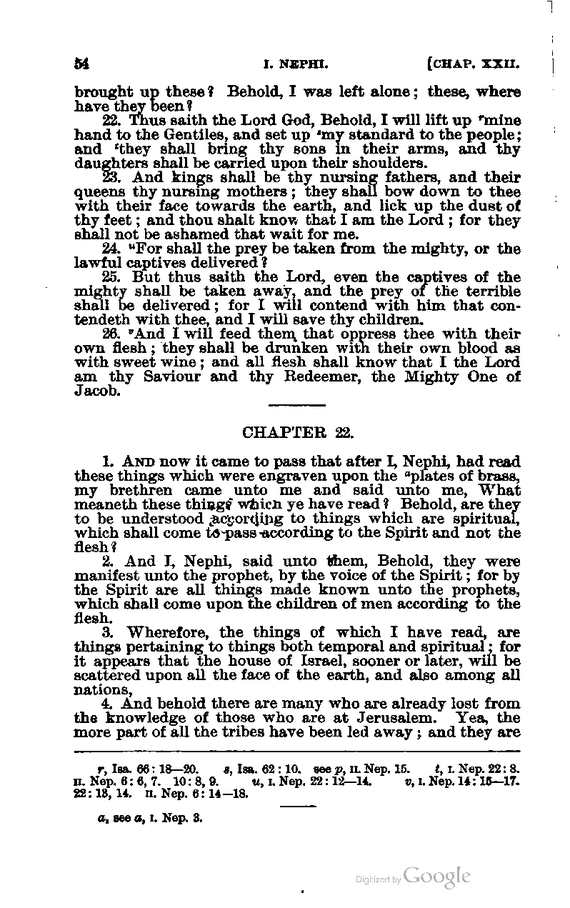 54 I. NEPHI. [CHAP. XXII.
brought up these? Behold, I was left alone; these, where
have they been?
22. Thus saith the Lord God, Behold, I will lift up ʳmine
hand to the Gentiles, and set up ˢmy standard to the people;
and ᵗthey shall bring thy sons in their arms, and thy
daughters shall be carried upon their shoulders.
23. And kings shall be thy nursing fathers, and their
queens thy nursing mothers; they shall bow down to thee
with their face towards the earth, and lick up the dust of
thy feet; and thou shalt know that I am the Lord; for they
shall not be ashamed that wait for me.
24. ᵘFor shall the prey be taken from the mighty, or the
lawful captives delivered?
25. But thus saith the Lord, even the captives of the
mighty shall be taken away, and the prey of the terrible
shall be delivered; for I will contend with him that con-
tendeth with thee, and I will save thy children.
26. ᵛAnd I will feed them that oppress thee with their
own flesh; they shall be drunken with their own blood as
with sweet wine; and all flesh shall know that I the Lord
am thy Saviour and thy Redeemer, the Mighty One of
Jacob.
CHAPTER 22.
1. AND now it came to pass that after I, Nephi, had read
these things which were engraven upon the ᵃplates of brass,
my brethren came unto me and said unto me, What
meaneth these things which ye have read? Behold, are they
to be understood according to things which are spiritual,
which shall come to pass according to the Spirit and not the
flesh?
2. And I, Nephi, said unto them, Behold, they were
manifest unto the prophet, by the voice of the Spirit; for by
the Spirit are all things made known unto the prophets,
which shall come upon the children of men according to the
flesh.
3. Wherefore, the things of which I have read, are
things pertaining to things both temporal and spiritual; for
it appears that the house of Israel, sooner or later, will be
scattered upon all the face of the earth, and also among all
nations,
4. And behold there are many who are already lost from
the knowledge of those who are at Jerusalem. Yea, the
more part of all the tribes have been led away; and they are
r, Isa. 66:18—20. s, Isa. 62:10. see p, II. Nep. 15. t, I. Nep. 22:8.
II. Nep. 6:6, 7. 10:8, 9. u, I. Nep. 22:12—14. v, I. Nep. 14:15—17.
22:13, 14. II. Nep. 6:14—18.
a, see a, I. Nep. 3.
Digitized by Google